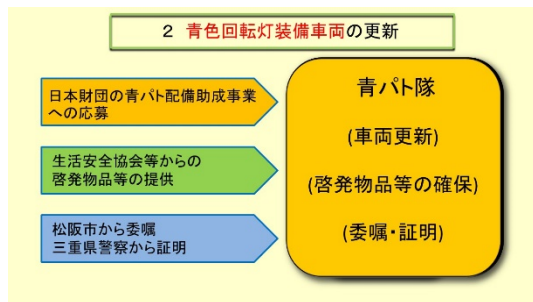 2 青色回転灯装備車両の更新
日本財団の青パト配備助成事業
への応募
生活安全協会等からの
啓発物品等の提供
松阪市から委嘱
三重県警察から証明
青パト隊
(車両更新)
(啓発物品等の確保)
(委嘱・証明)